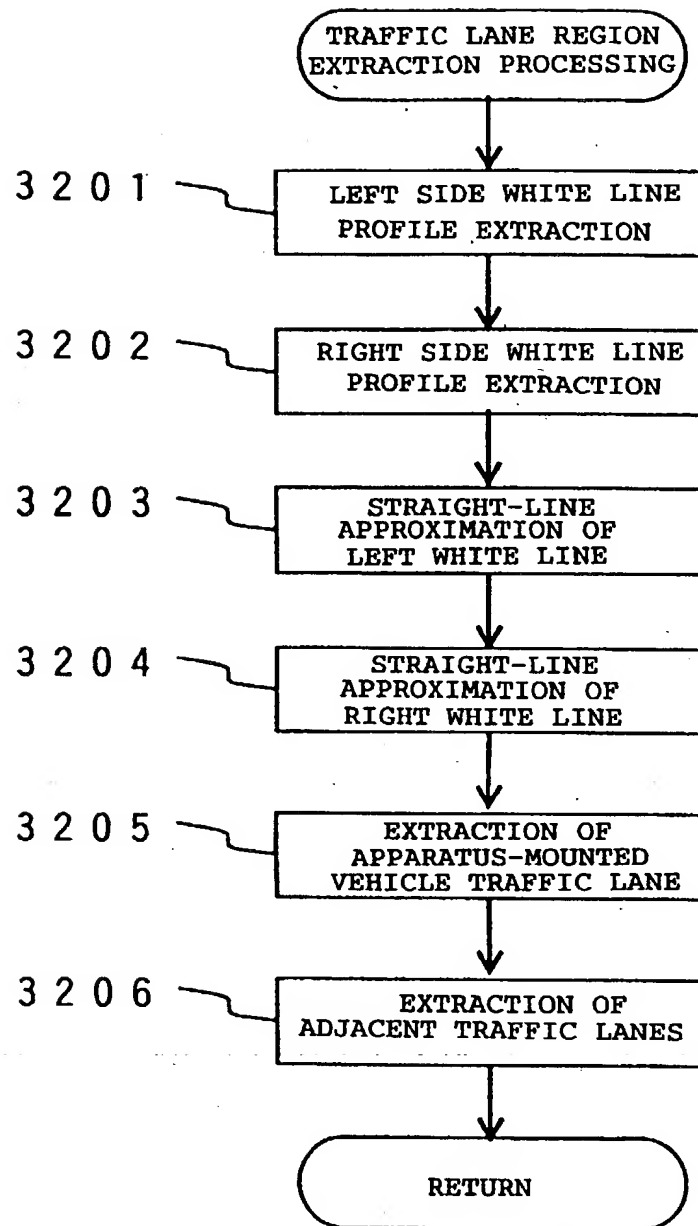 TRAFFIC LANE REGION
EXTRACTION PROCESSING
3201
LEFT SIDE WHITE LINE
PROFILE EXTRACTION
3202
RIGHT SIDE WHITE LINE
PROFILE EXTRACTION
3203
STRAIGHT-LINE
APPROXIMATION OF
LEFT WHITE LINE
3204
STRAIGHT-LINE
APPROXIMATION OF
RIGHT WHITE LINE
3205
EXTRACTION OF
APPARATUS-MOUNTED
VEHICLE TRAFFIC LANE
3206
EXTRACTION OF
ADJACENT TRAFFIC LANES
RETURN